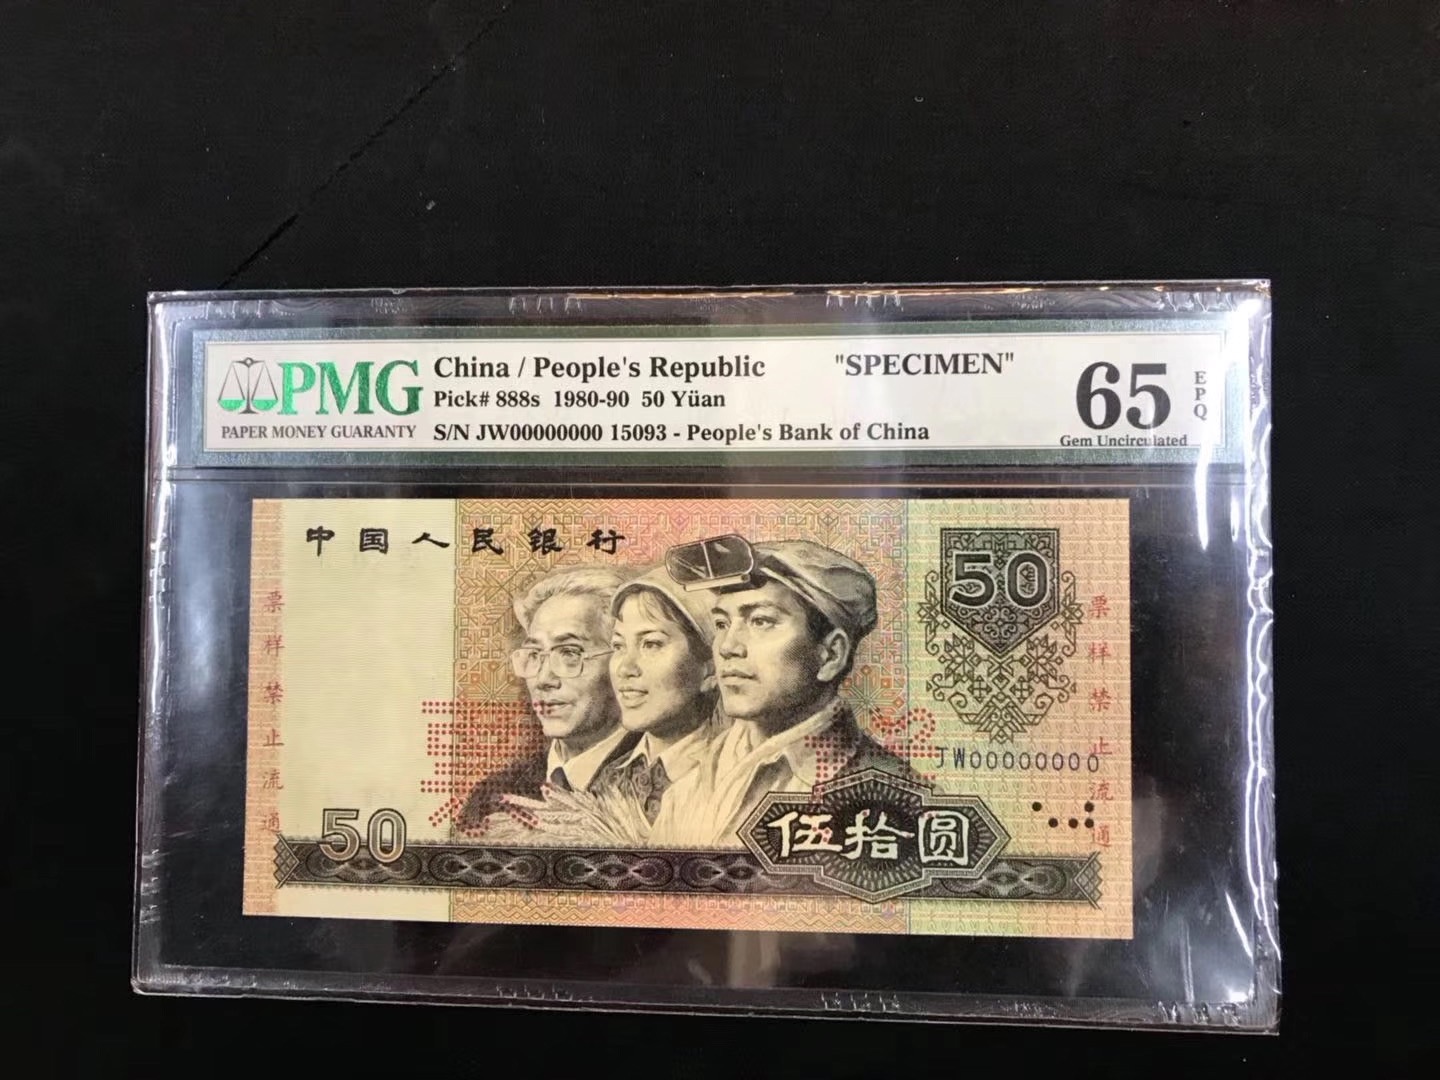 PMG
PAPER MONEY GUARANTY
China / People's Republic "SPECIMEN"
Pick# 888s 1980-90 50 Yüan
S/N JW00000000 15093 - People's Bank of China
65
EPQ
Gem Uncirculated
中国人民银行
50
票样禁止流通
票样
票样禁止流通
JW00000000
50
伍拾圆